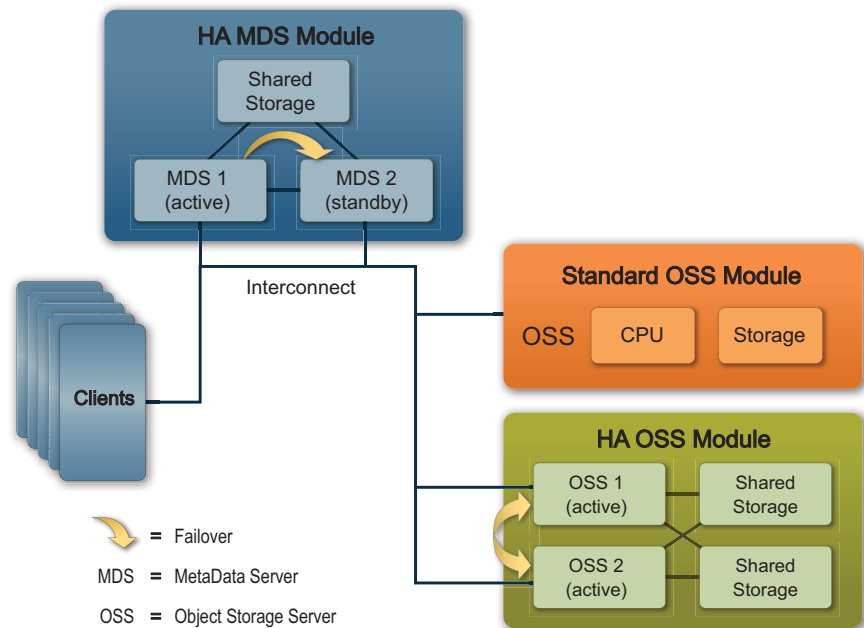 HA MDS Module
Shared
Storage
MDS 1
(active)
MDS 2
(standby)
Interconnect
Clients
Standard OSS Module
OSS
CPU
Storage
HA OSS Module
OSS 1
(active)
Shared
Storage
OSS 2
(active)
Shared
Storage
= Failover
MDS = MetaData Server
OSS = Object Storage Server